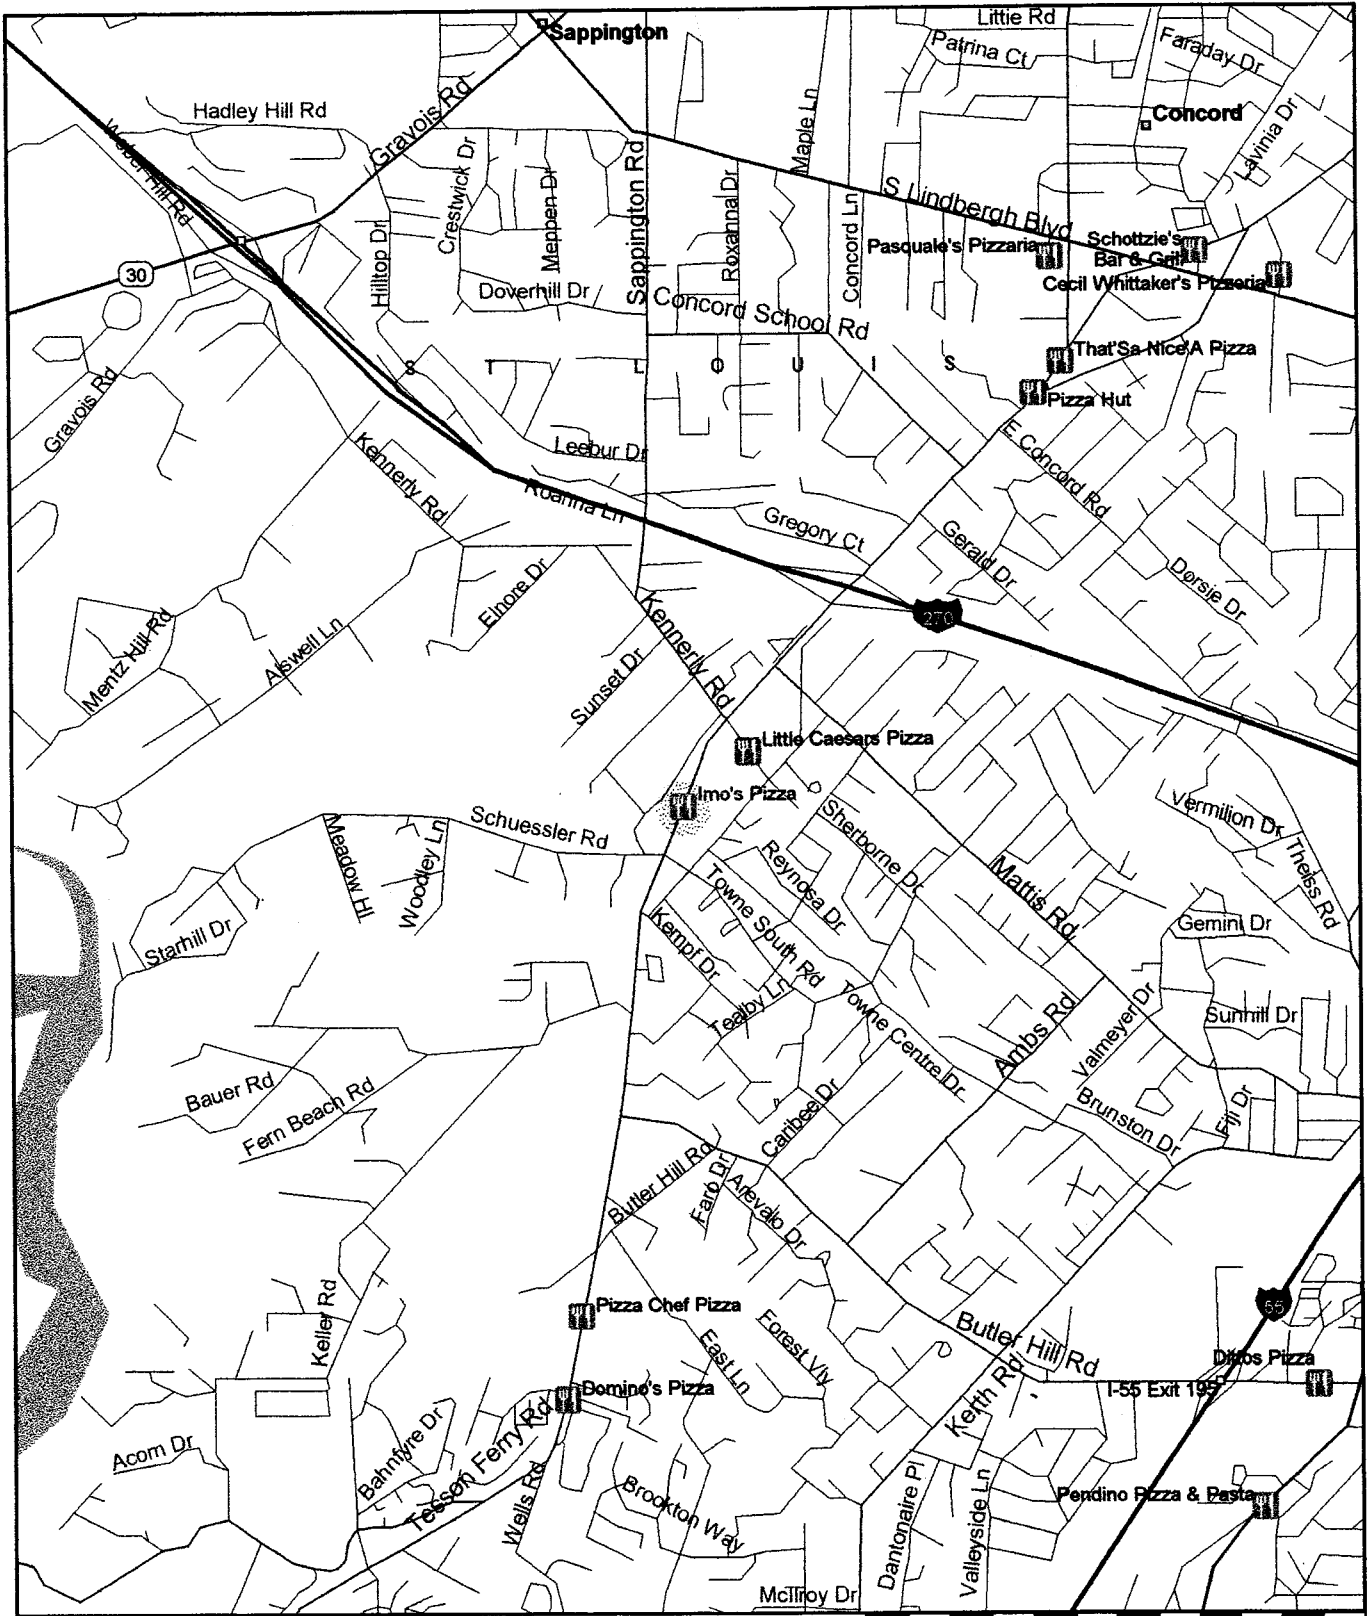 Sappington
Littie Rd
Patrina Ct
Faraday Dr
Concord
Hadley Hill Rd
Gravois Rd
Maple Ln
Lavinia Dr
Weber Hill Rd
Crestwick Dr
Meppen Dr
Sappington Rd
Roxanna Dr
S Lindbergh Blvd
Concord Ln
Hilltop Dr
Pasquale's Pizzaria
Schottzie's
Bar & Grill
Cecil Whittaker's Pizzeria
30
Doverhill Dr
Concord School Rd
That'Sa Nice'A Pizza
S T L O U I S
Pizza Hut
Gravois Rd
Kennerly Rd
Leebur Dr
E Concord Rd
Roanna Ln
Gregory Ct
Gerald Dr
Dorsie Dr
Elnore Dr
270
Kennerly Rd
Mentz Hill Rd
Alswell Ln
Sunset Dr
Little Caesars Pizza
Imo's Pizza
Schuessler Rd
Vermilion Dr
Meadow Hl
Woodley Ln
Sherborne Dr
Reynosa Dr
Mattis Rd
Theiss Rd
Towne South Rd
Starhill Dr
Kempf Dr
Gemini Dr
Tealby Ln
Towne Centre Dr
Ambs Rd
Valmeyer Dr
Sunhill Dr
Bauer Rd
Fern Beach Rd
Caribee Dr
Brunston Dr
Fiji Dr
Butler Hill Rd
Faro Dr
Arevalo Dr
Keller Rd
Pizza Chef Pizza
55
East Ln
Forest Vly
Butler Hill Rd
Dittos Pizza
I-55 Exit 195
Domino's Pizza
Kerth Rd
Acorn Dr
Bahnfyre Dr
Tesson Ferry Rd
Wells Rd
Brookton Way
Dantonaire Pl
Valleyside Ln
Pendino Pizza & Pasta
McIlroy Dr